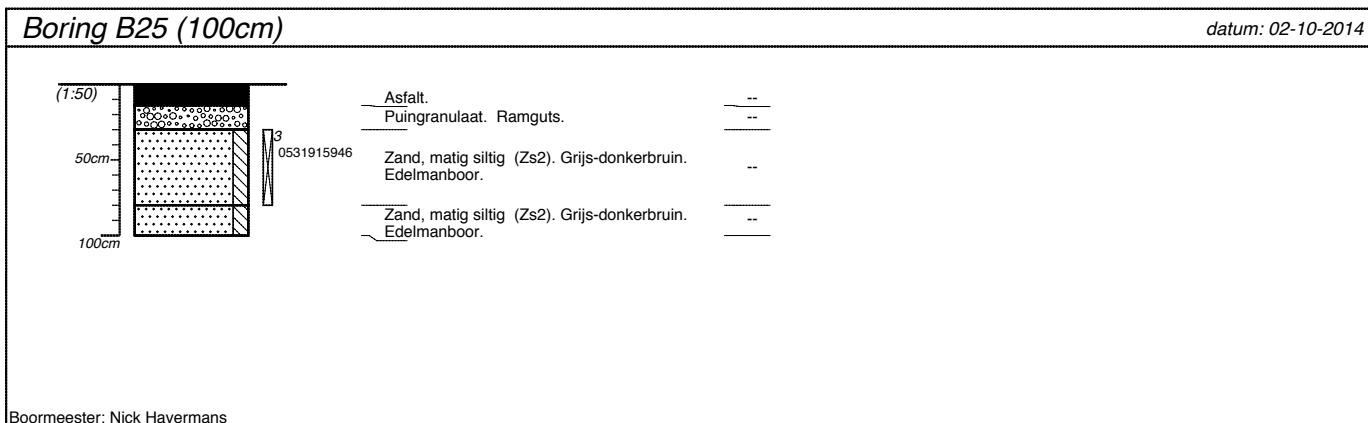 Boring B25 (100cm)
datum: 02-10-2014
(1:50)
Asfalt.
--
Puingranulaat. Ramguts.
--
3
0531915946
50cm
Zand, matig siltig (Zs2). Grijs-donkerbruin.
Edelmanboor.
--
Zand, matig siltig (Zs2). Grijs-donkerbruin.
Edelmanboor.
--
100cm
Boormeester: Nick Havermans